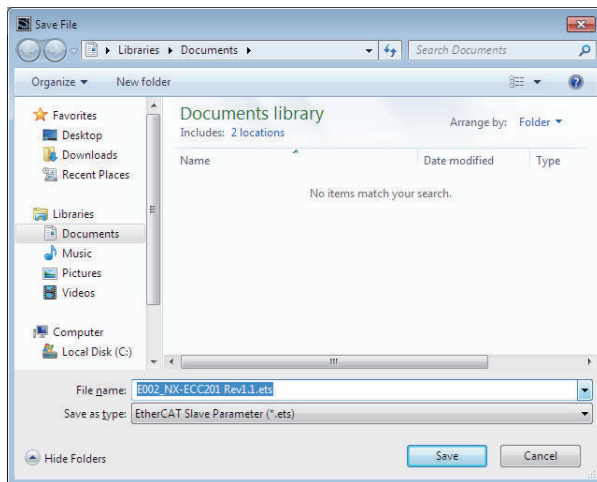 Save File
Libraries Documents Search Documents
Organize New folder
Favorites
Desktop
Downloads
Recent Places
Libraries
Documents
Music
Pictures
Videos
Computer
Local Disk (C:)
Documents library
Includes: 2 locations
Arrange by: Folder
Name Date modified Type
No items match your search.
File name: E002_NX-ECC201 Rev1.1.ets
Save as type: EtherCAT Slave Parameter (*.ets)
Hide Folders Save Cancel